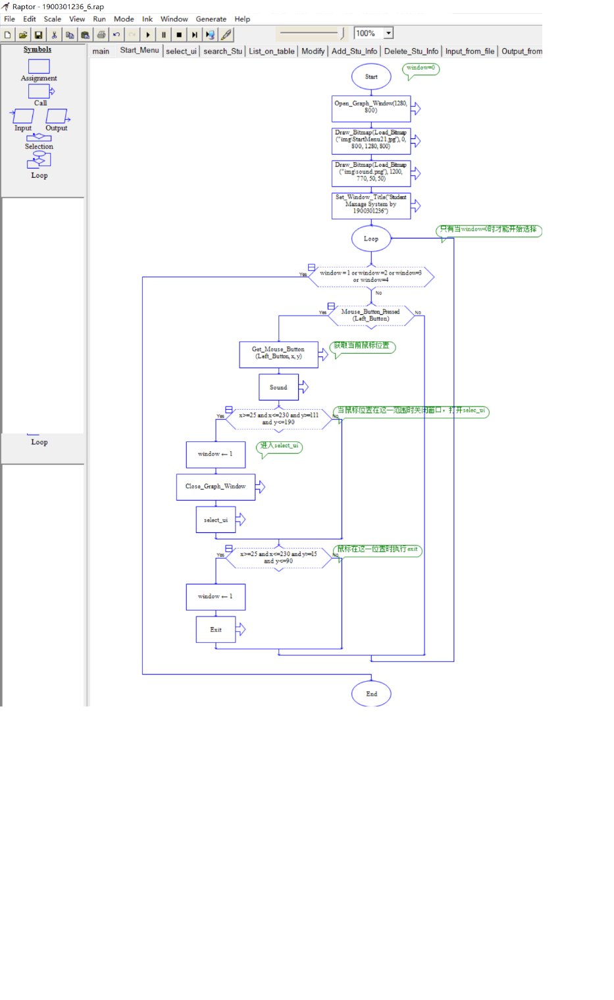 Raptor - 1900301236_6.rap
File Edit Scale View Run Mode Ink Window Generate Help
100%
Symbols
Assignment
Call
Input Output
Selection
Loop
Loop
main Start_Menu select_ui search_Stu List_on_table Modify Add_Stu_Info Delete_Stu_Info Input_from_file Output_from
Start
window=0
Open_Graph_Window(1280,
800)
Draw_Bitmap(Load_Bitmap
("img\StartMenu21.jpg"), 0,
800, 1280, 800)
Draw_Bitmap(Load_Bitmap
("img\sound.png"), 1200,
770, 50, 50)
Set_Window_Title("Student
Manage System by
1900301236")
Loop
只有当window=0时才能开始选择
Yes
window = 1 or window =2 or window=3
or window=4
No
Yes
Mouse_Button_Pressed
(Left_Button)
No
Get_Mouse_Button
(Left_Button, x, y)
获取当前鼠标位置
Sound
Yes
x>=25 and x<=230 and y>=111
and y<=190
No
当鼠标位置在这一范围时关闭窗口，打开selec_ui
window ← 1
进入select_ui
Close_Graph_Window
select_ui
Yes
x>=25 and x<=230 and y>=15
and y<=90
No
鼠标在这一位置时执行exit
window ← 1
Exit
End